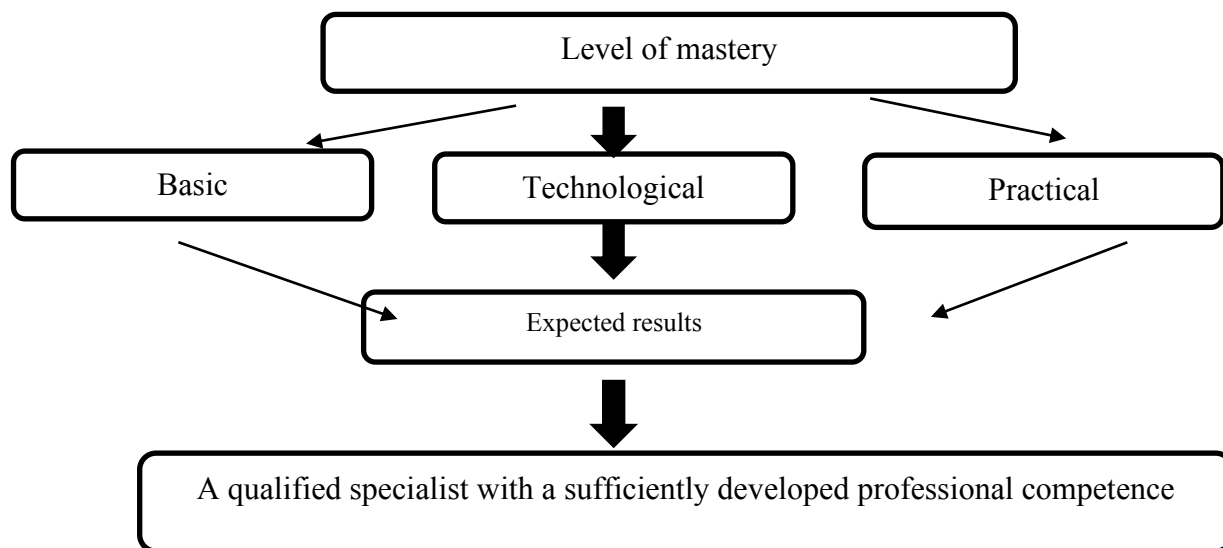 Level of mastery
Basic
Technological
Practical
Expected results
A qualified specialist with a sufficiently developed professional competence